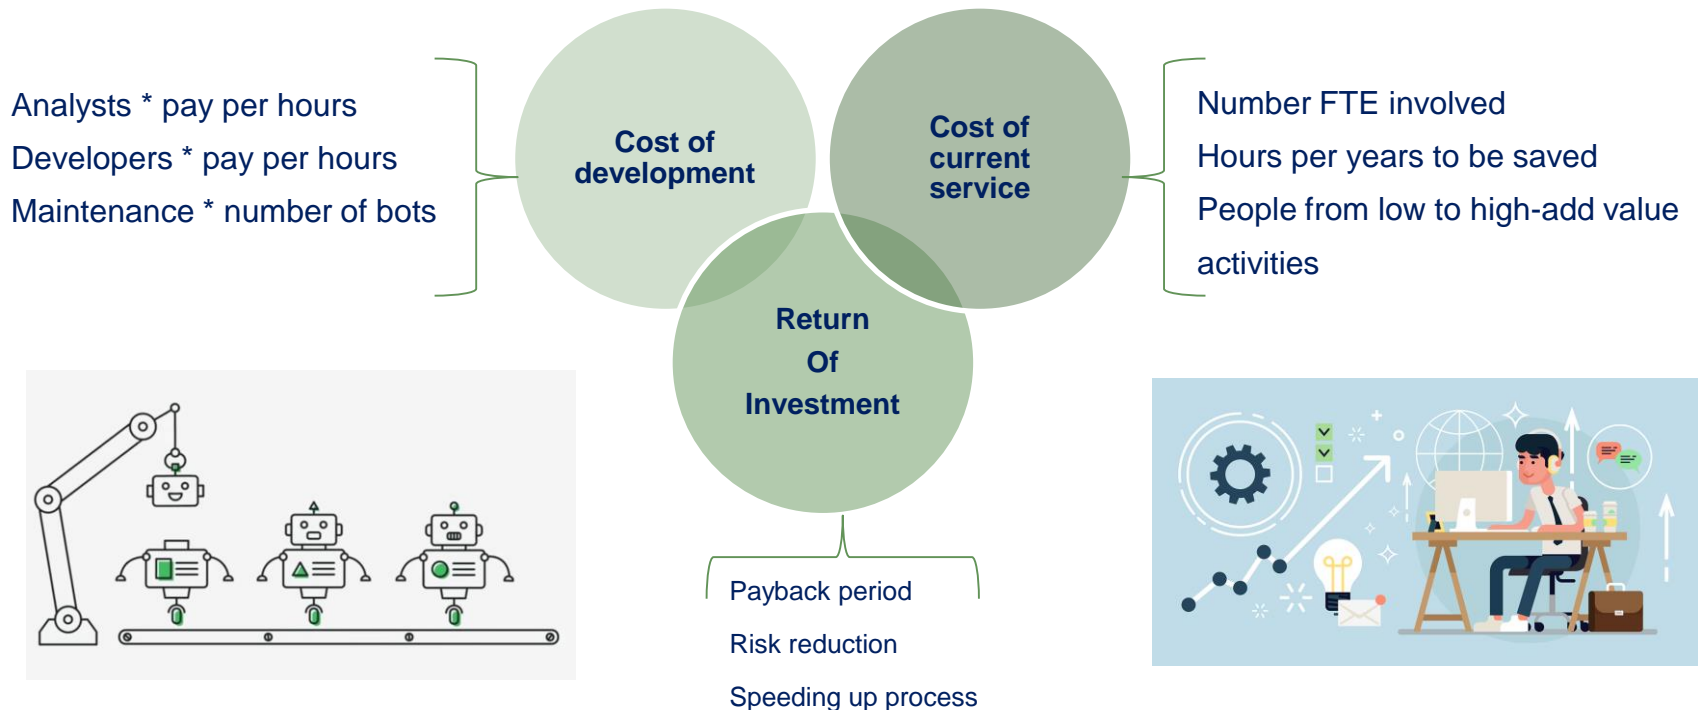 Analysts * pay per hours
Developers * pay per hours
Maintenance * number of bots
Cost of
development
Cost of
current
service
Number FTE involved
Hours per years to be saved
People from low to high-add value
activities
Return
Of
Investment
Payback period
Risk reduction
Speeding up process